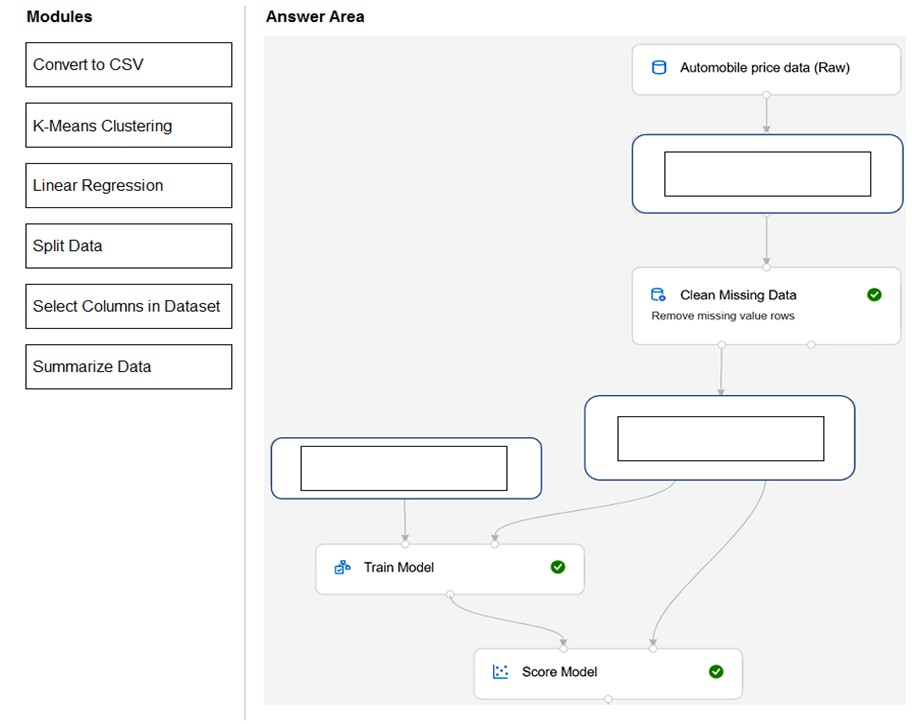 Modules
Convert to CSV
K-Means Clustering
Linear Regression
Split Data
Select Columns in Dataset
Summarize Data
Answer Area
Automobile price data (Raw)
Clean Missing Data
Remove missing value rows
Train Model
Score Model